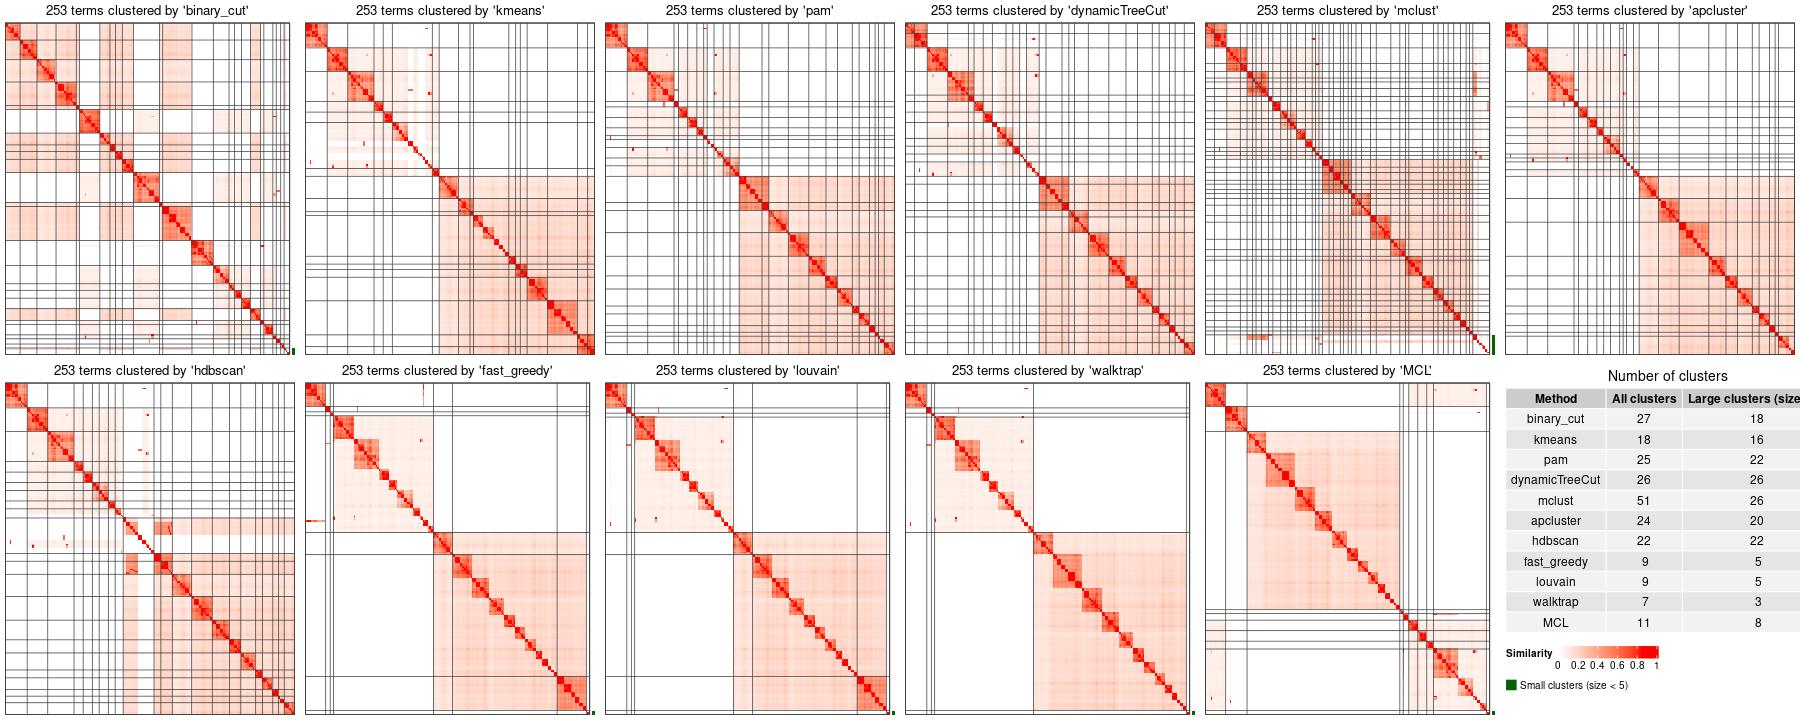 253 terms clustered by 'binary_cut'
253 terms clustered by 'kmeans'
253 terms clustered by 'pam'
253 terms clustered by 'dynamicTreeCut'
253 terms clustered by 'mclust'
253 terms clustered by 'apcluster'
253 terms clustered by 'hdbscan'
253 terms clustered by 'fast_greedy'
253 terms clustered by 'louvain'
253 terms clustered by 'walktrap'
253 terms clustered by 'MCL'
Number of clusters
Method All clusters Large clusters (size
binary_cut 27 18
kmeans 18 16
pam 25 22
dynamicTreeCut 26 26
mclust 51 26
apcluster 24 20
hdbscan 22 22
fast_greedy 9 5
louvain 9 5
walktrap 7 3
MCL 11 8
Similarity
0 0.2 0.4 0.6 0.8 1
Small clusters (size < 5)